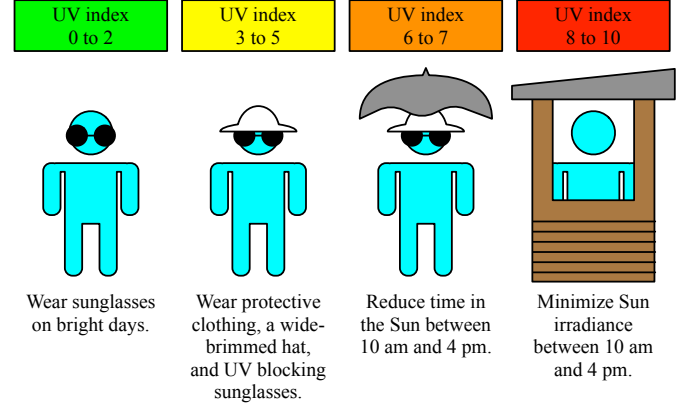 UV index
0 to 2
UV index
3 to 5
UV index
6 to 7
UV index
8 to 10
Wear sunglasses
on bright days.
Wear protective
clothing, a wide-
brimmed hat,
and UV blocking
sunglasses.
Reduce time in
the Sun between
10 am and 4 pm.
Minimize Sun
irradiance
between 10 am
and 4 pm.